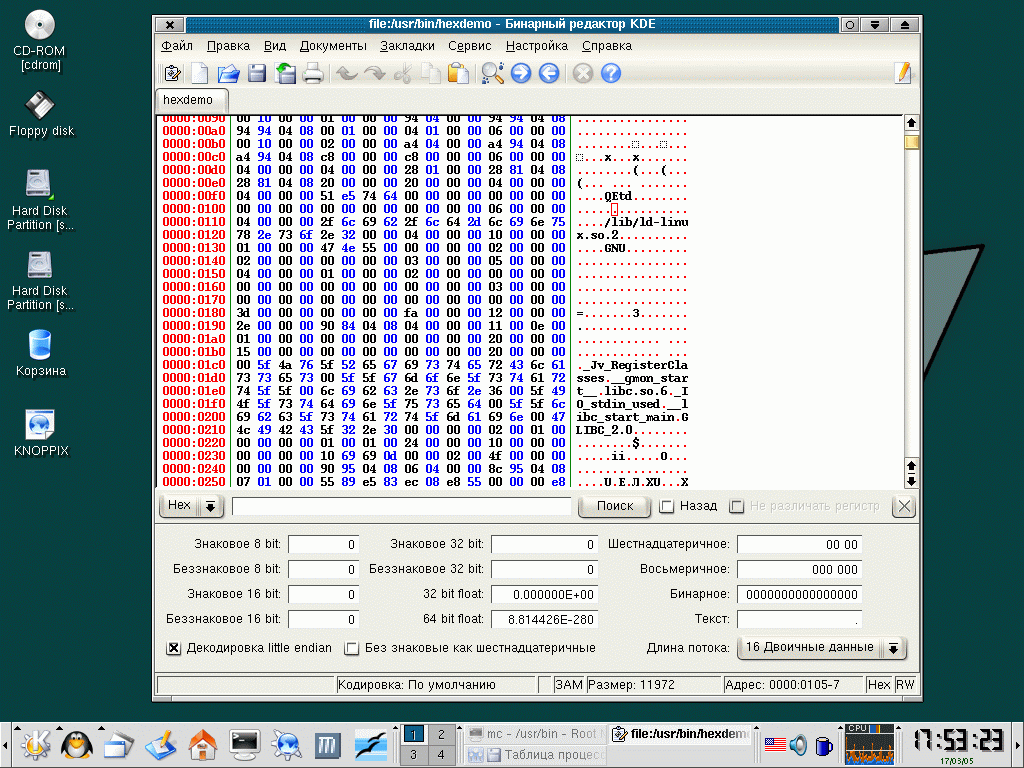 CD-ROM
[cdrom]
Floppy disk
Hard Disk
Partition [s...
Hard Disk
Partition [s...
Корзина
KNOPPIX
file:/usr/bin/hexdemo - Бинарный редактор KDE
Файл Правка Вид Документы Закладки Сервис Настройка Справка
hexdemo
0000:0090 00 10 00 00 01 00 00 00 94 04 00 00 94 94 04 08 ................
0000:00a0 94 94 04 08 00 01 00 00 04 01 00 00 06 00 00 00 ................
0000:00b0 00 10 00 00 02 00 00 00 a4 04 00 00 a4 94 04 08
0000:00c0 a4 94 04 08 c8 00 00 00 c8 00 00 00 06 00 00 00 ...x...x.......
0000:00d0 04 00 00 00 04 00 00 00 28 01 00 00 28 81 04 08 ........(...(...
0000:00e0 28 81 04 08 20 00 00 00 20 00 00 00 04 00 00 00 (... ... .......
0000:00f0 04 00 00 00 51 e5 74 64 00 00 00 00 00 00 00 00 ....QЕtd........
0000:0100 00 00 00 00 00 00 00 00 00 00 00 00 06 00 00 00 ................
0000:0110 04 00 00 00 2f 6c 69 62 2f 6c 64 2d 6c 69 6e 75 ..../lib/ld-linu
0000:0120 78 2e 73 6f 2e 32 00 00 04 00 00 00 10 00 00 00 x.so.2..........
0000:0130 01 00 00 00 47 4e 55 00 00 00 00 00 02 00 00 00 ....GNU.........
0000:0140 02 00 00 00 00 00 00 00 03 00 00 00 05 00 00 00 ................
0000:0150 04 00 00 00 01 00 00 00 02 00 00 00 00 00 00 00 ................
0000:0160 00 00 00 00 00 00 00 00 00 00 00 00 03 00 00 00 ................
0000:0170 00 00 00 00 00 00 00 00 00 00 00 00 00 00 00 00 ................
0000:0180 3d 00 00 00 00 00 00 00 fa 00 00 00 12 00 00 00 =.......З.......
0000:0190 2e 00 00 00 90 84 04 08 04 00 00 00 11 00 0e 00 ................
0000:01a0 01 00 00 00 00 00 00 00 00 00 00 00 20 00 00 00 ............ ...
0000:01b0 15 00 00 00 00 00 00 00 00 00 00 00 20 00 00 00 ............ ...
0000:01c0 00 5f 4a 76 5f 52 65 67 69 73 74 65 72 43 6c 61 ._Jv_RegisterCla
0000:01d0 73 73 65 73 00 5f 5f 67 6d 6f 6e 5f 73 74 61 72 sses.__gmon_star
0000:01e0 74 5f 5f 00 6c 69 62 63 2e 73 6f 2e 36 00 5f 49 t__.libc.so.6._I
0000:01f0 4f 5f 73 74 64 69 6e 5f 75 73 65 64 00 5f 5f 6c O_stdin_used.__l
0000:0200 69 62 63 5f 73 74 61 72 74 5f 6d 61 69 6e 00 47 ibc_start_main.G
0000:0210 4c 49 42 43 5f 32 2e 30 00 00 00 00 02 00 01 00 LIBC_2.0........
0000:0220 00 00 00 00 01 00 01 00 24 00 00 00 10 00 00 00 ........$.......
0000:0230 00 00 00 00 10 69 69 0d 00 00 02 00 4f 00 00 00 .....ii.....O...
0000:0240 00 00 00 00 90 95 04 08 06 04 00 00 8c 95 04 08 ................
0000:0250 07 01 00 00 55 89 e5 83 ec 08 e8 55 00 00 00 e8 ....U.Е.Л.ХU...Х
Hex Поиск Назад Не различать регистр
Знаковое 8 bit: 0 Знаковое 32 bit: 0 Шестнадцатеричное: 00 00
Беззнаковое 8 bit: 0 Беззнаковое 32 bit: 0 Восьмеричное: 000 000
Знаковое 16 bit: 0 32 bit float: 0.000000E+00 Бинарное: 0000000000000000
Беззнаковое 16 bit: 0 64 bit float: 8.814426E-280 Текст: .
Декодировка little endian Без знаковые как шестнадцатеричные Длина потока: 16 Двоичные данные
Кодировка: По умолчанию ЗАМ Размер: 11972 Адрес: 0000:0105-7 Hex RW
1 2 mc - /usr/bin - Root file:/usr/bin/hexdemo CPU 17:53:23
3 4 Таблица процес 17/03/05